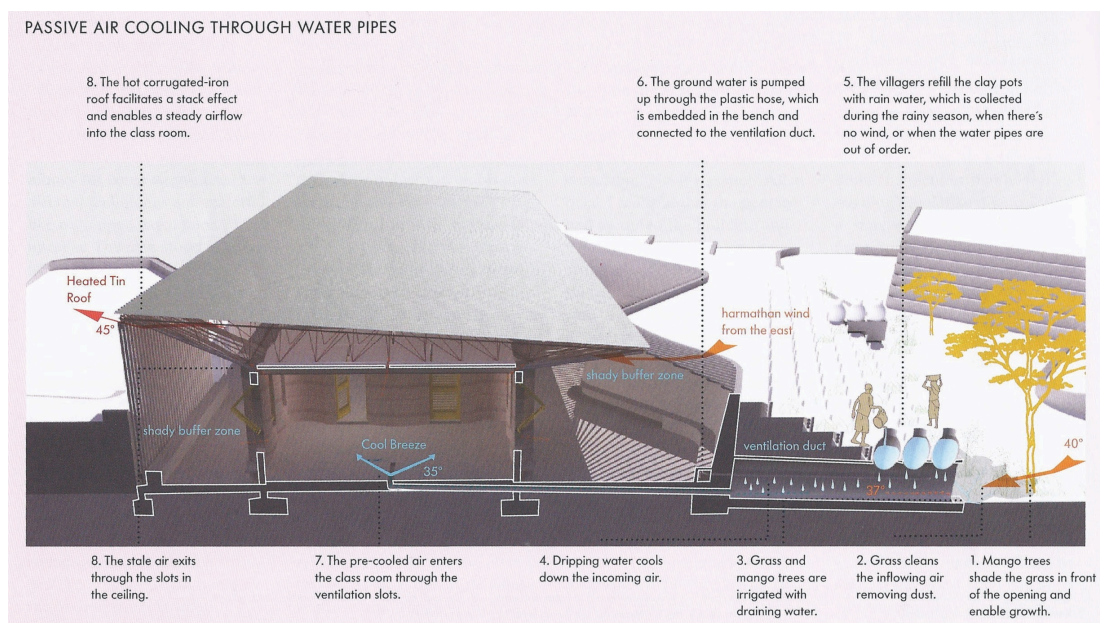 PASSIVE AIR COOLING THROUGH WATER PIPES
8. The hot corrugated-iron
roof facilitates a stack effect
and enables a steady airflow
into the class room.
6. The ground water is pumped
up through the plastic hose, which
is embedded in the bench and
connected to the ventilation duct.
5. The villagers refill the clay pots
with rain water, which is collected
during the rainy season, when there's
no wind, or when the water pipes are
out of order.
Heated Tin
Roof
45°
harmathan wind
from the east
shady buffer zone
shady buffer zone
Cool Breeze
35°
ventilation duct
37°
40°
8. The stale air exits
through the slots in
the ceiling.
7. The pre-cooled air enters
the class room through the
ventilation slots.
4. Dripping water cools
down the incoming air.
3. Grass and
mango trees are
irrigated with
draining water.
2. Grass cleans
the inflowing air
removing dust.
1. Mango trees
shade the grass in front
of the opening and
enable growth.